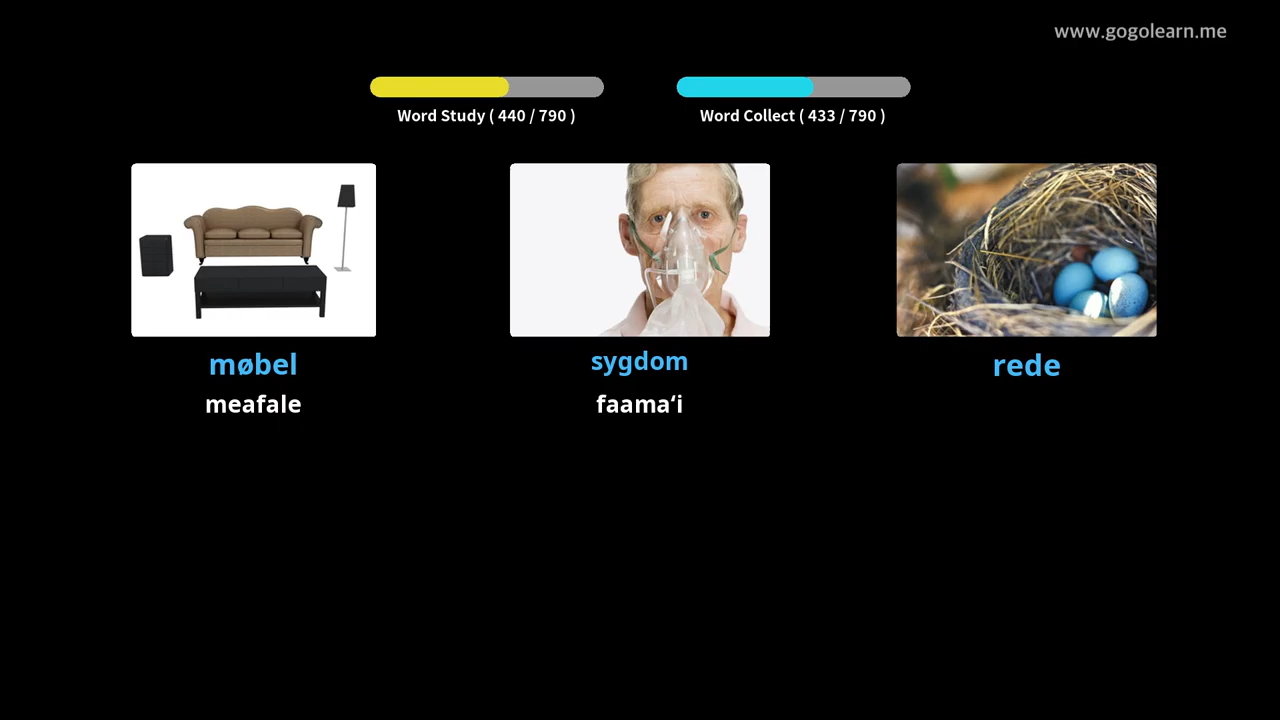 www.gogolearn.me
Word Study ( 440 / 790 )
Word Collect ( 433 / 790 )
møbel
meafale
sygdom
faamaʻi
rede